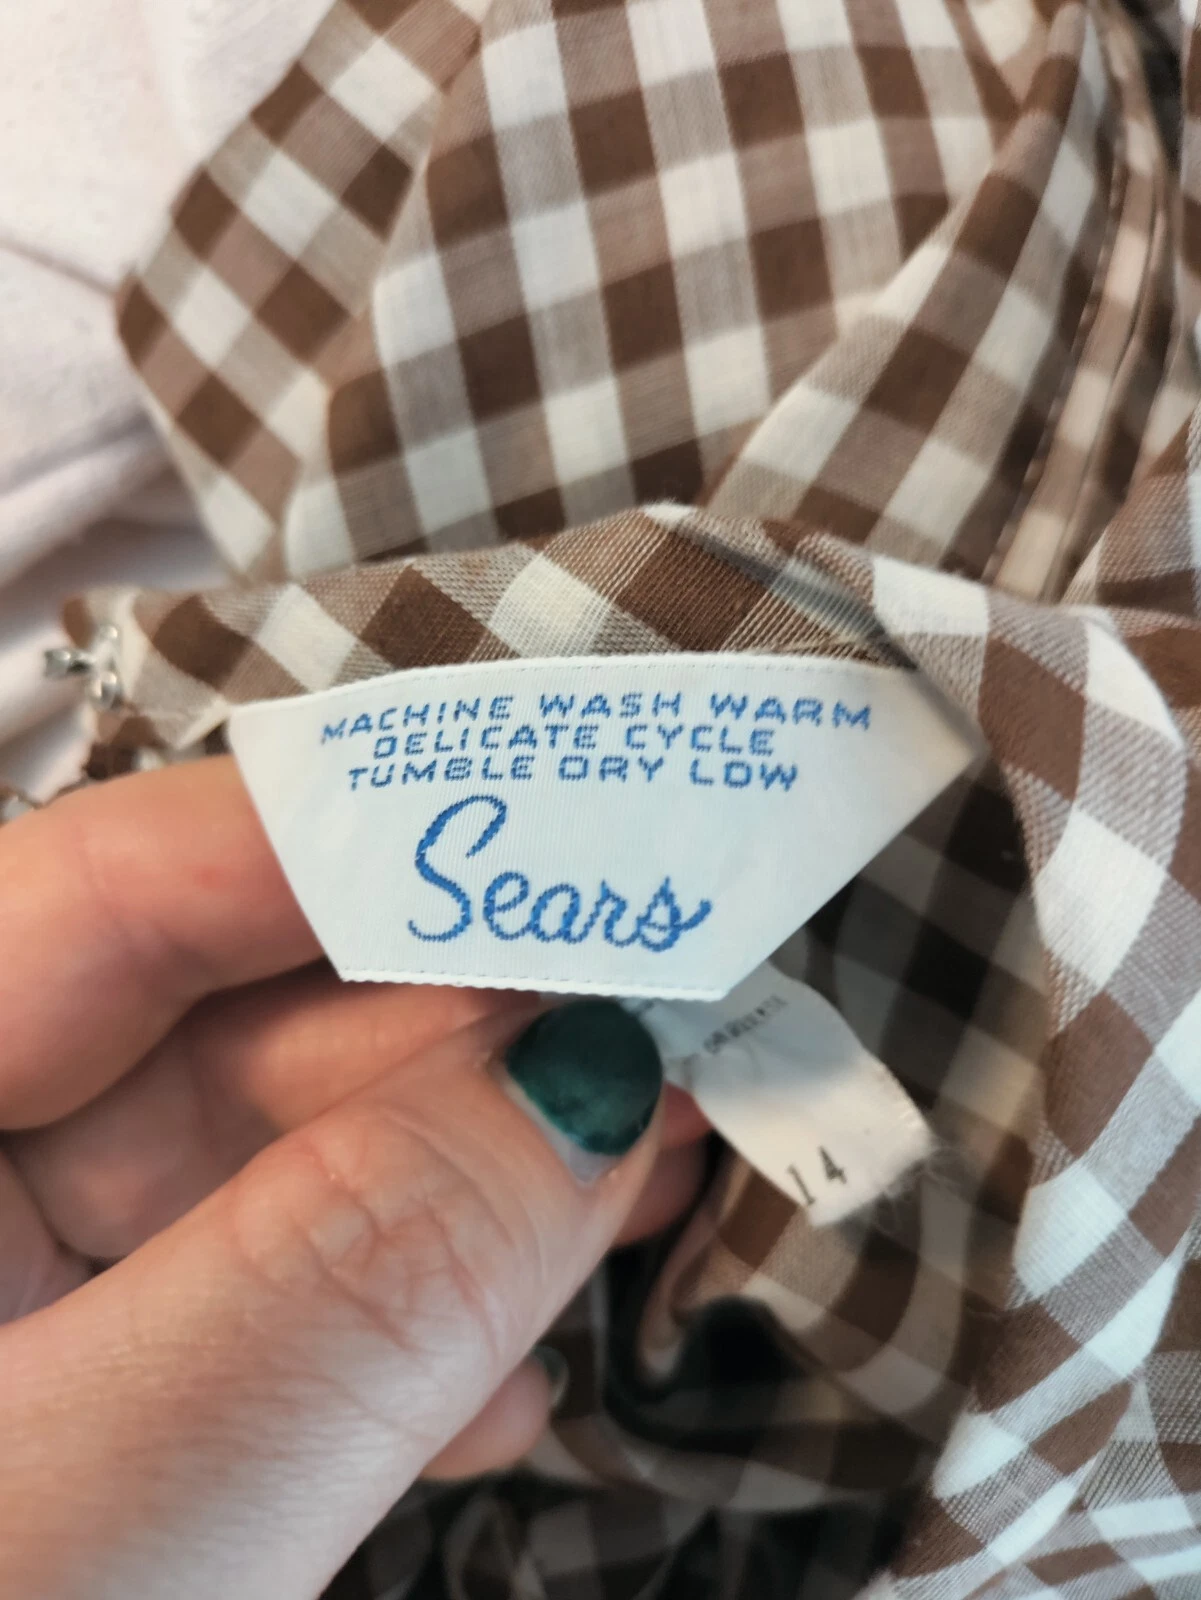 MACHINE WASH WARM
DELICATE CYCLE
TUMBLE DRY LOW
Sears
14